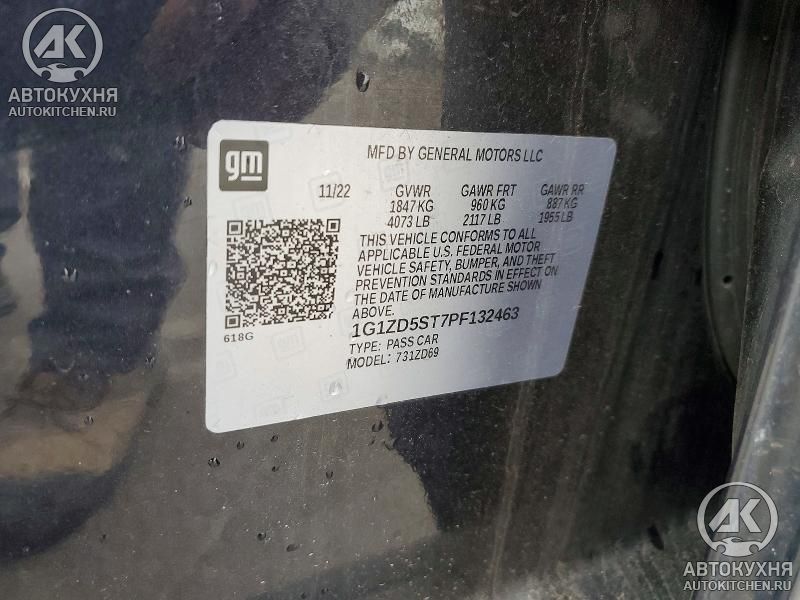 AK
АВТОКУХНЯ
AUTOKITCHEN.RU
gm
MFD BY GENERAL MOTORS LLC
11/22 GVWR GAWR FRT GAWR RR
1847 KG 960 KG 887 KG
4073 LB 2117 LB 1955 LB
THIS VEHICLE CONFORMS TO ALL
APPLICABLE U.S. FEDERAL MOTOR
VEHICLE SAFETY, BUMPER, AND THEFT
PREVENTION STANDARDS IN EFFECT ON
THE DATE OF MANUFACTURE SHOWN
ABOVE.
618G
1G1ZD5ST7PF132463
TYPE: PASS CAR
MODEL: 731ZD69
AK
АВТОКУХНЯ
AUTOKITCHEN.RU